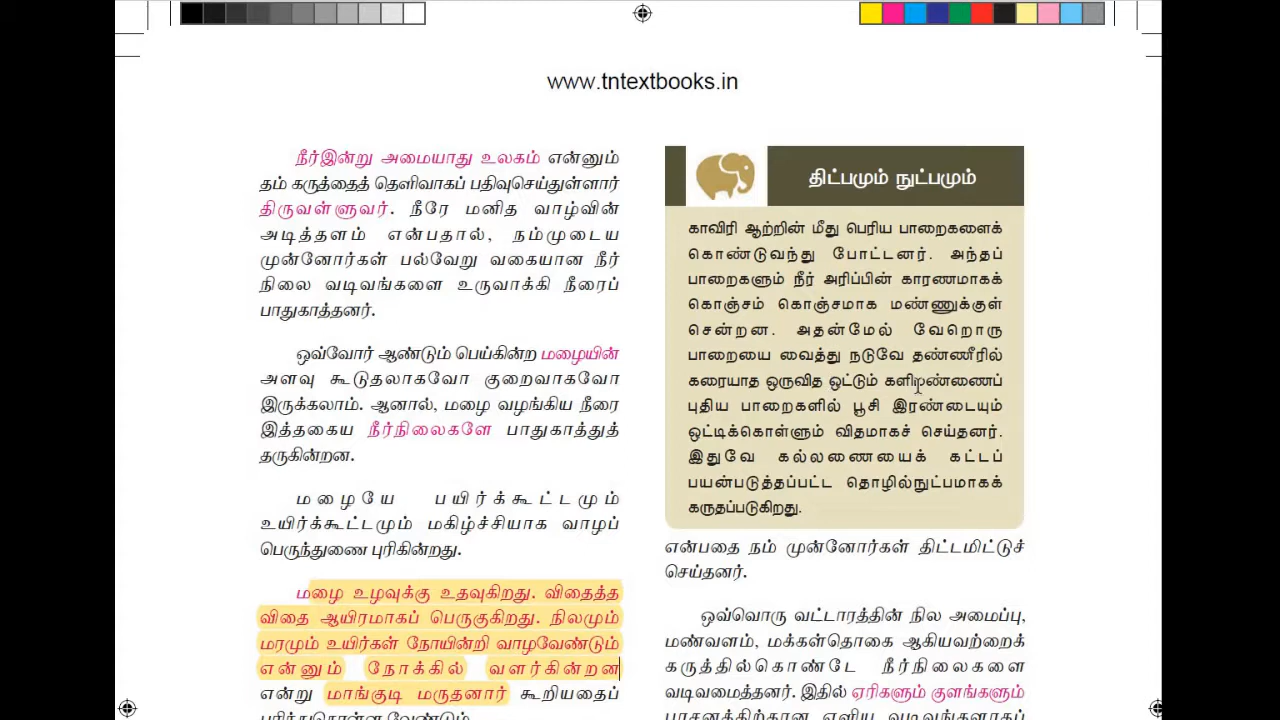 www.tntextbooks.in
நீர்இன்று அமையாது உலகம் என்னும்
தம் கருத்தைத் தெளிவாகப் பதிவுசெய்துள்ளார்
திருவள்ளுவர். நீரே மனித வாழ்வின்
அடித்தளம் என்பதால், நம்முடைய
முன்னோர்கள் பல்வேறு வகையான நீர்
நிலை வடிவங்களை உருவாக்கி நீரைப்
பாதுகாத்தனர்.
ஒவ்வோர் ஆண்டும் பெய்கின்ற மழையின்
அளவு கூடுதலாகவோ குறைவாகவோ
இருக்கலாம். ஆனால், மழை வழங்கிய நீரை
இத்தகைய நீர்நிலைகளே பாதுகாத்துத்
தருகின்றன.
மழையே பயிர்க்கூட்டமும்
உயிர்க்கூட்டமும் மகிழ்ச்சியாக வாழப்
பெருந்துணை புரிகின்றது.
மழை உழவுக்கு உதவுகிறது. விதைத்த
விதை ஆயிரமாகப் பெருகுகிறது. நிலமும்
மரமும் உயிர்கள் நோயின்றி வாழவேண்டும்
என்னும் நோக்கில் வளர்கின்றன
என்று மாங்குடி மருதனார் கூறியதைப்
புரிந்துகொள்ள வேண்டும்.
திட்பமும் நுட்பமும்
காவிரி ஆற்றின் மீது பெரிய பாறைகளைக்
கொண்டுவந்து போட்டனர். அந்தப்
பாறைகளும் நீர் அரிப்பின் காரணமாகக்
கொஞ்சம் கொஞ்சமாக மண்ணுக்குள்
சென்றன. அதன்மேல் வேறொரு
பாறையை வைத்து நடுவே தண்ணீரில்
கரையாத ஒருவித ஒட்டும் களிமண்ணைப்
புதிய பாறைகளில் பூசி இரண்டையும்
ஒட்டிக்கொள்ளும் விதமாகச் செய்தனர்.
இதுவே கல்லணையைக் கட்டப்
பயன்படுத்தப்பட்ட தொழில்நுட்பமாகக்
கருதப்படுகிறது.
என்பதை நம் முன்னோர்கள் திட்டமிட்டுச்
செய்தனர்.
ஒவ்வொரு வட்டாரத்தின் நில அமைப்பு,
மண்வளம், மக்கள்தொகை ஆகியவற்றைக்
கருத்தில்கொண்டே நீர்நிலைகளை
வடிவமைத்தனர். இதில் ஏரிகளும் குளங்களும்
பாசனத்திற்கான எளிய வடிவங்களாகப்